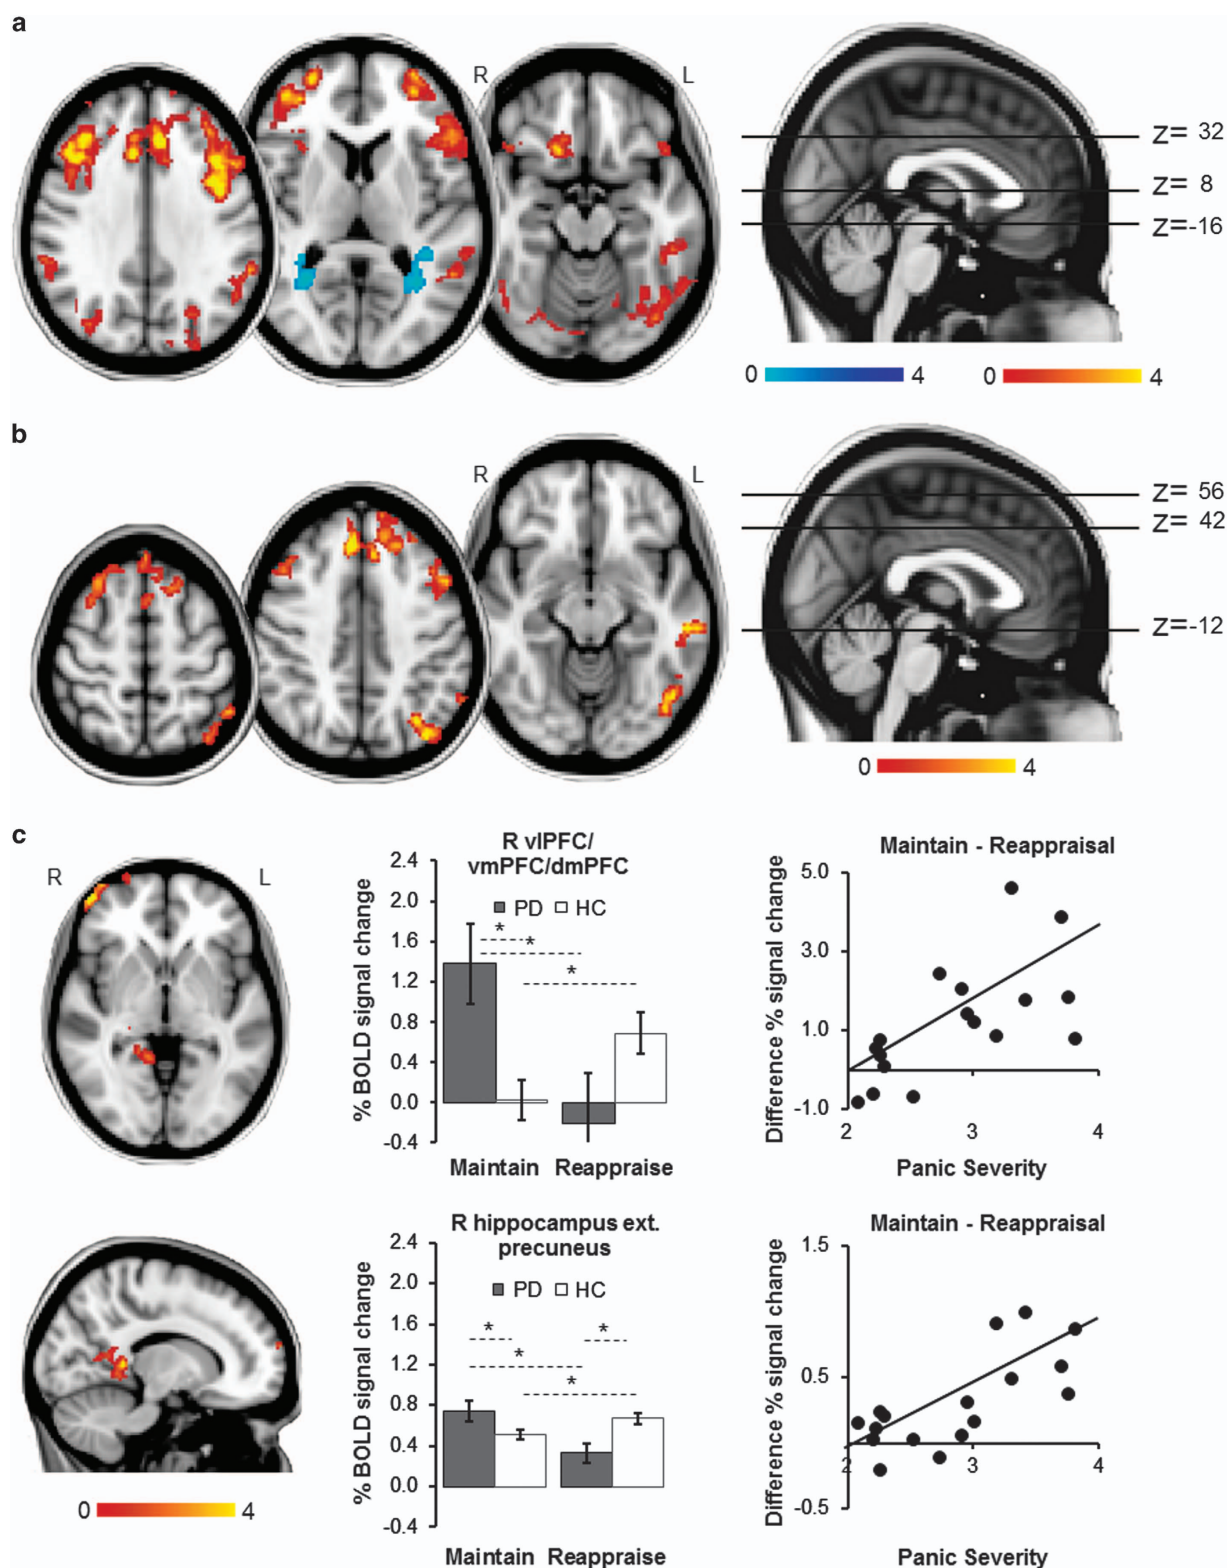 a
R
L
Z= 32
Z= 8
Z=-16
0
4
0
4
b
R
L
Z= 56
Z= 42
Z=-12
0
4
c
R
L
R vlPFC/
vmPFC/dmPFC
PD
HC
% BOLD signal change
2.4
2.0
1.6
1.2
0.8
0.4
0.0
-0.4
*
*
*
Maintain
Reappraise
Maintain - Reappraisal
Difference % signal change
5.0
3.0
1.0
-1.0
2
3
4
Panic Severity
0
4
R hippocampus ext.
precuneus
PD
HC
% BOLD signal change
2.4
2.0
1.6
1.2
0.8
0.4
0.0
-0.4
*
*
*
*
Maintain
Reappraise
Maintain - Reappraisal
Difference % signal change
1.5
0.5
-0.5
2
3
4
Panic Severity